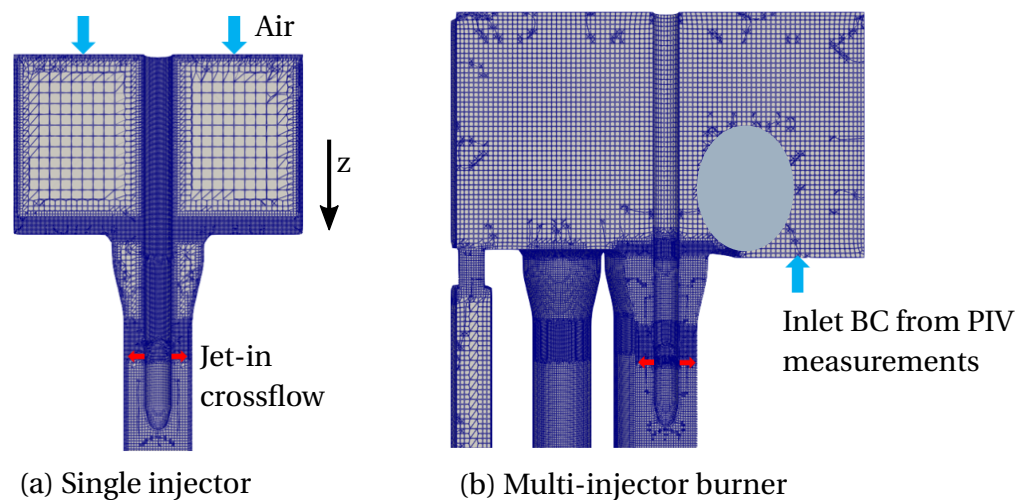 Air
z
Jet-in
crossflow
Inlet BC from PIV
measurements
(a) Single injector
(b) Multi-injector burner